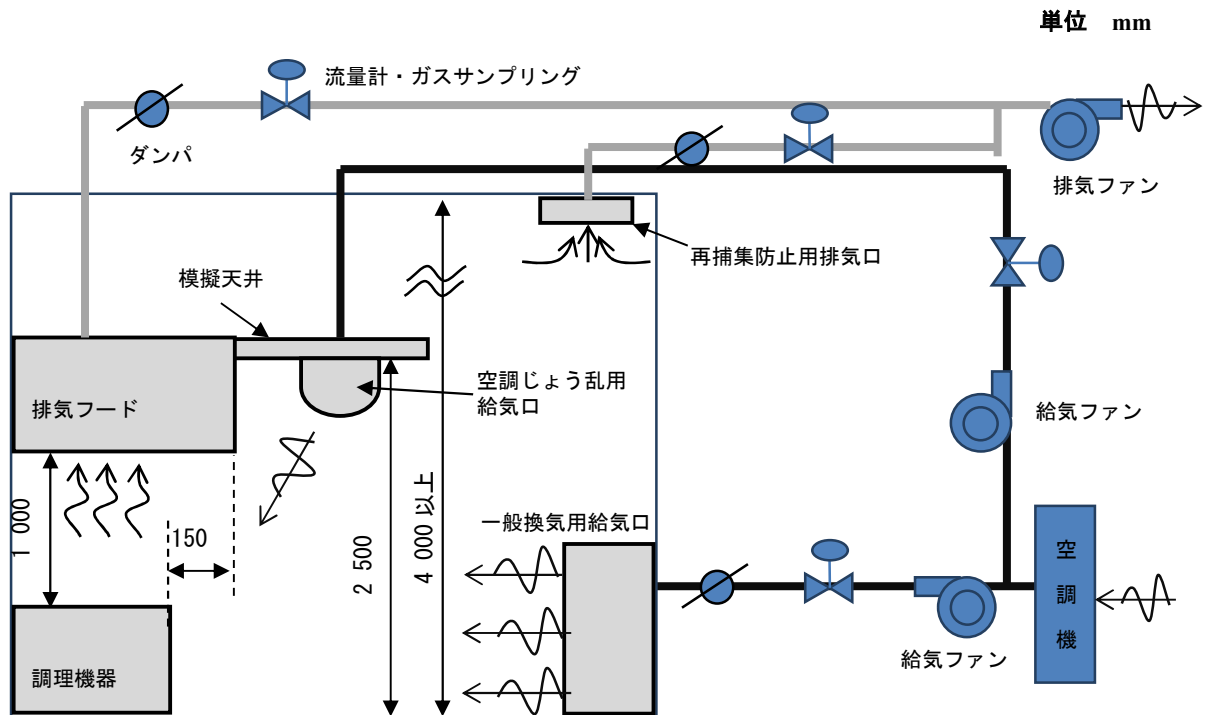 単位 mm
流量計・ガスサンプリング
ダンパ
排気ファン
再捕集防止用排気口
模擬天井
空調じょう乱用
給気口
排気フード
給気ファン
4 000 以上
1 000
150
2 500
一般換気用給気口
空調機
調理機器
給気ファン